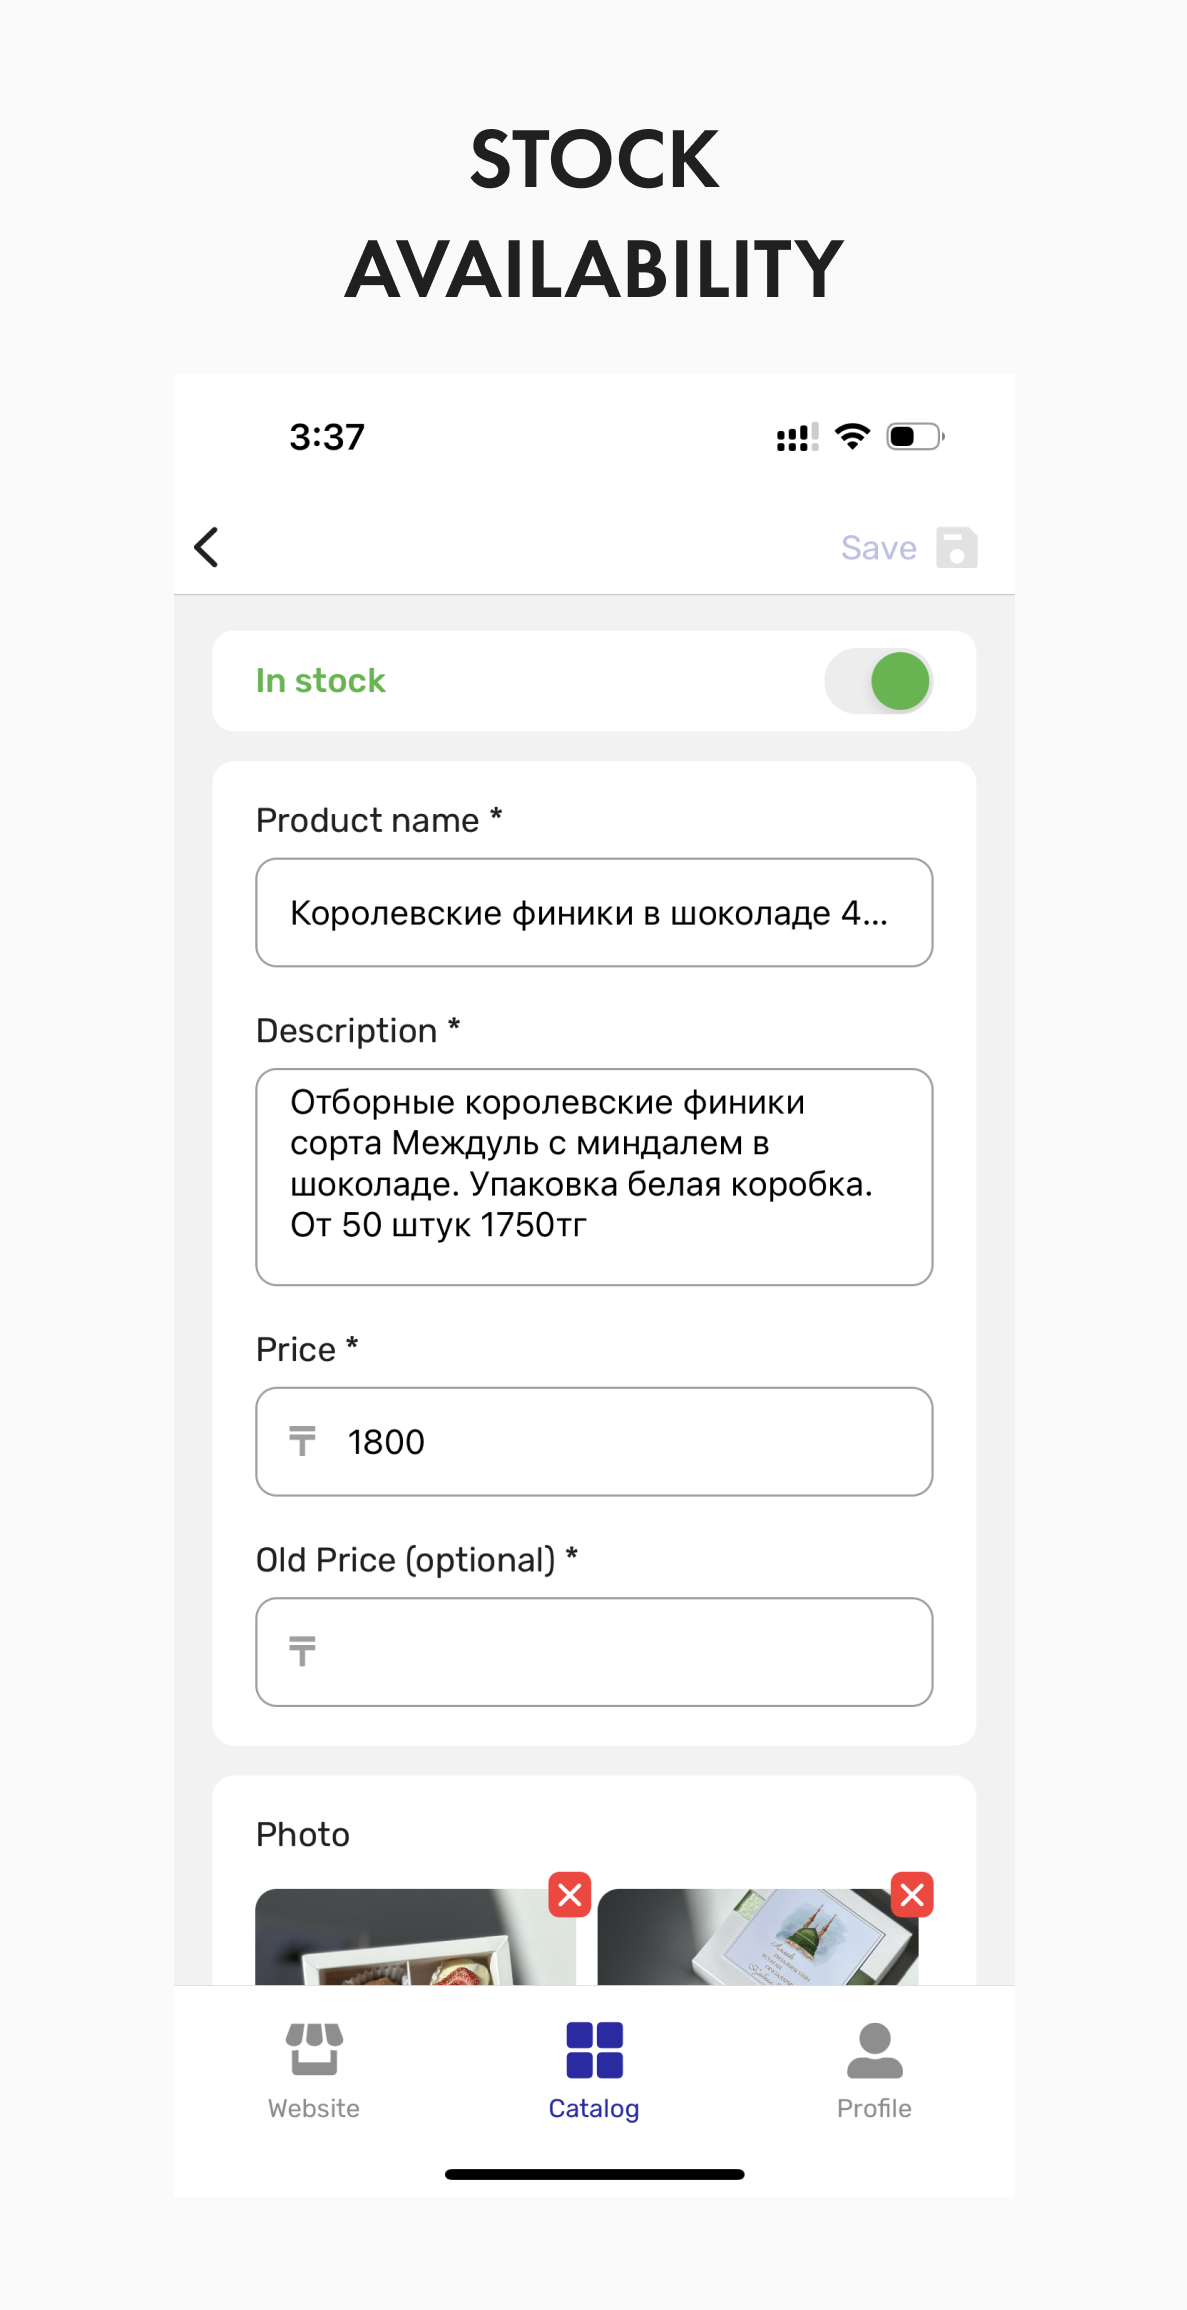 STOCK
AVAILABILITY
3:37
Save
In stock
Product name *
Королевские финики в шоколаде 4...
Description *
Отборные королевские финики
сорта Междуль с миндалем в
шоколаде. Упаковка белая коробка.
От 50 штук 1750тг
Price *
₸ 1800
Old Price (optional) *
₸
Photo
Website
Catalog
Profile